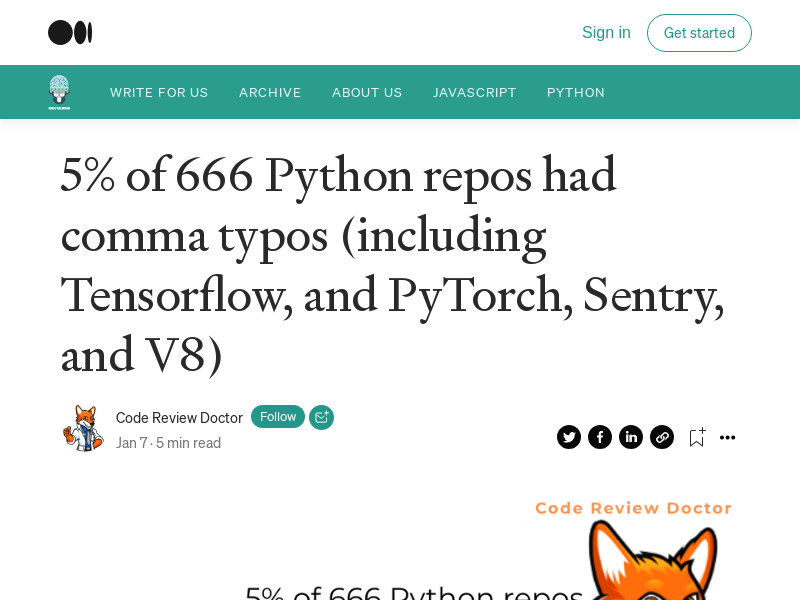 Sign in
Get started
WRITE FOR US
ARCHIVE
ABOUT US
JAVASCRIPT
PYTHON
5% of 666 Python repos had
comma typos (including
Tensorflow, and PyTorch, Sentry,
and V8)
Code Review Doctor
Follow
Jan 7 · 5 min read
Code Review Doctor
5% of 666 Python repos